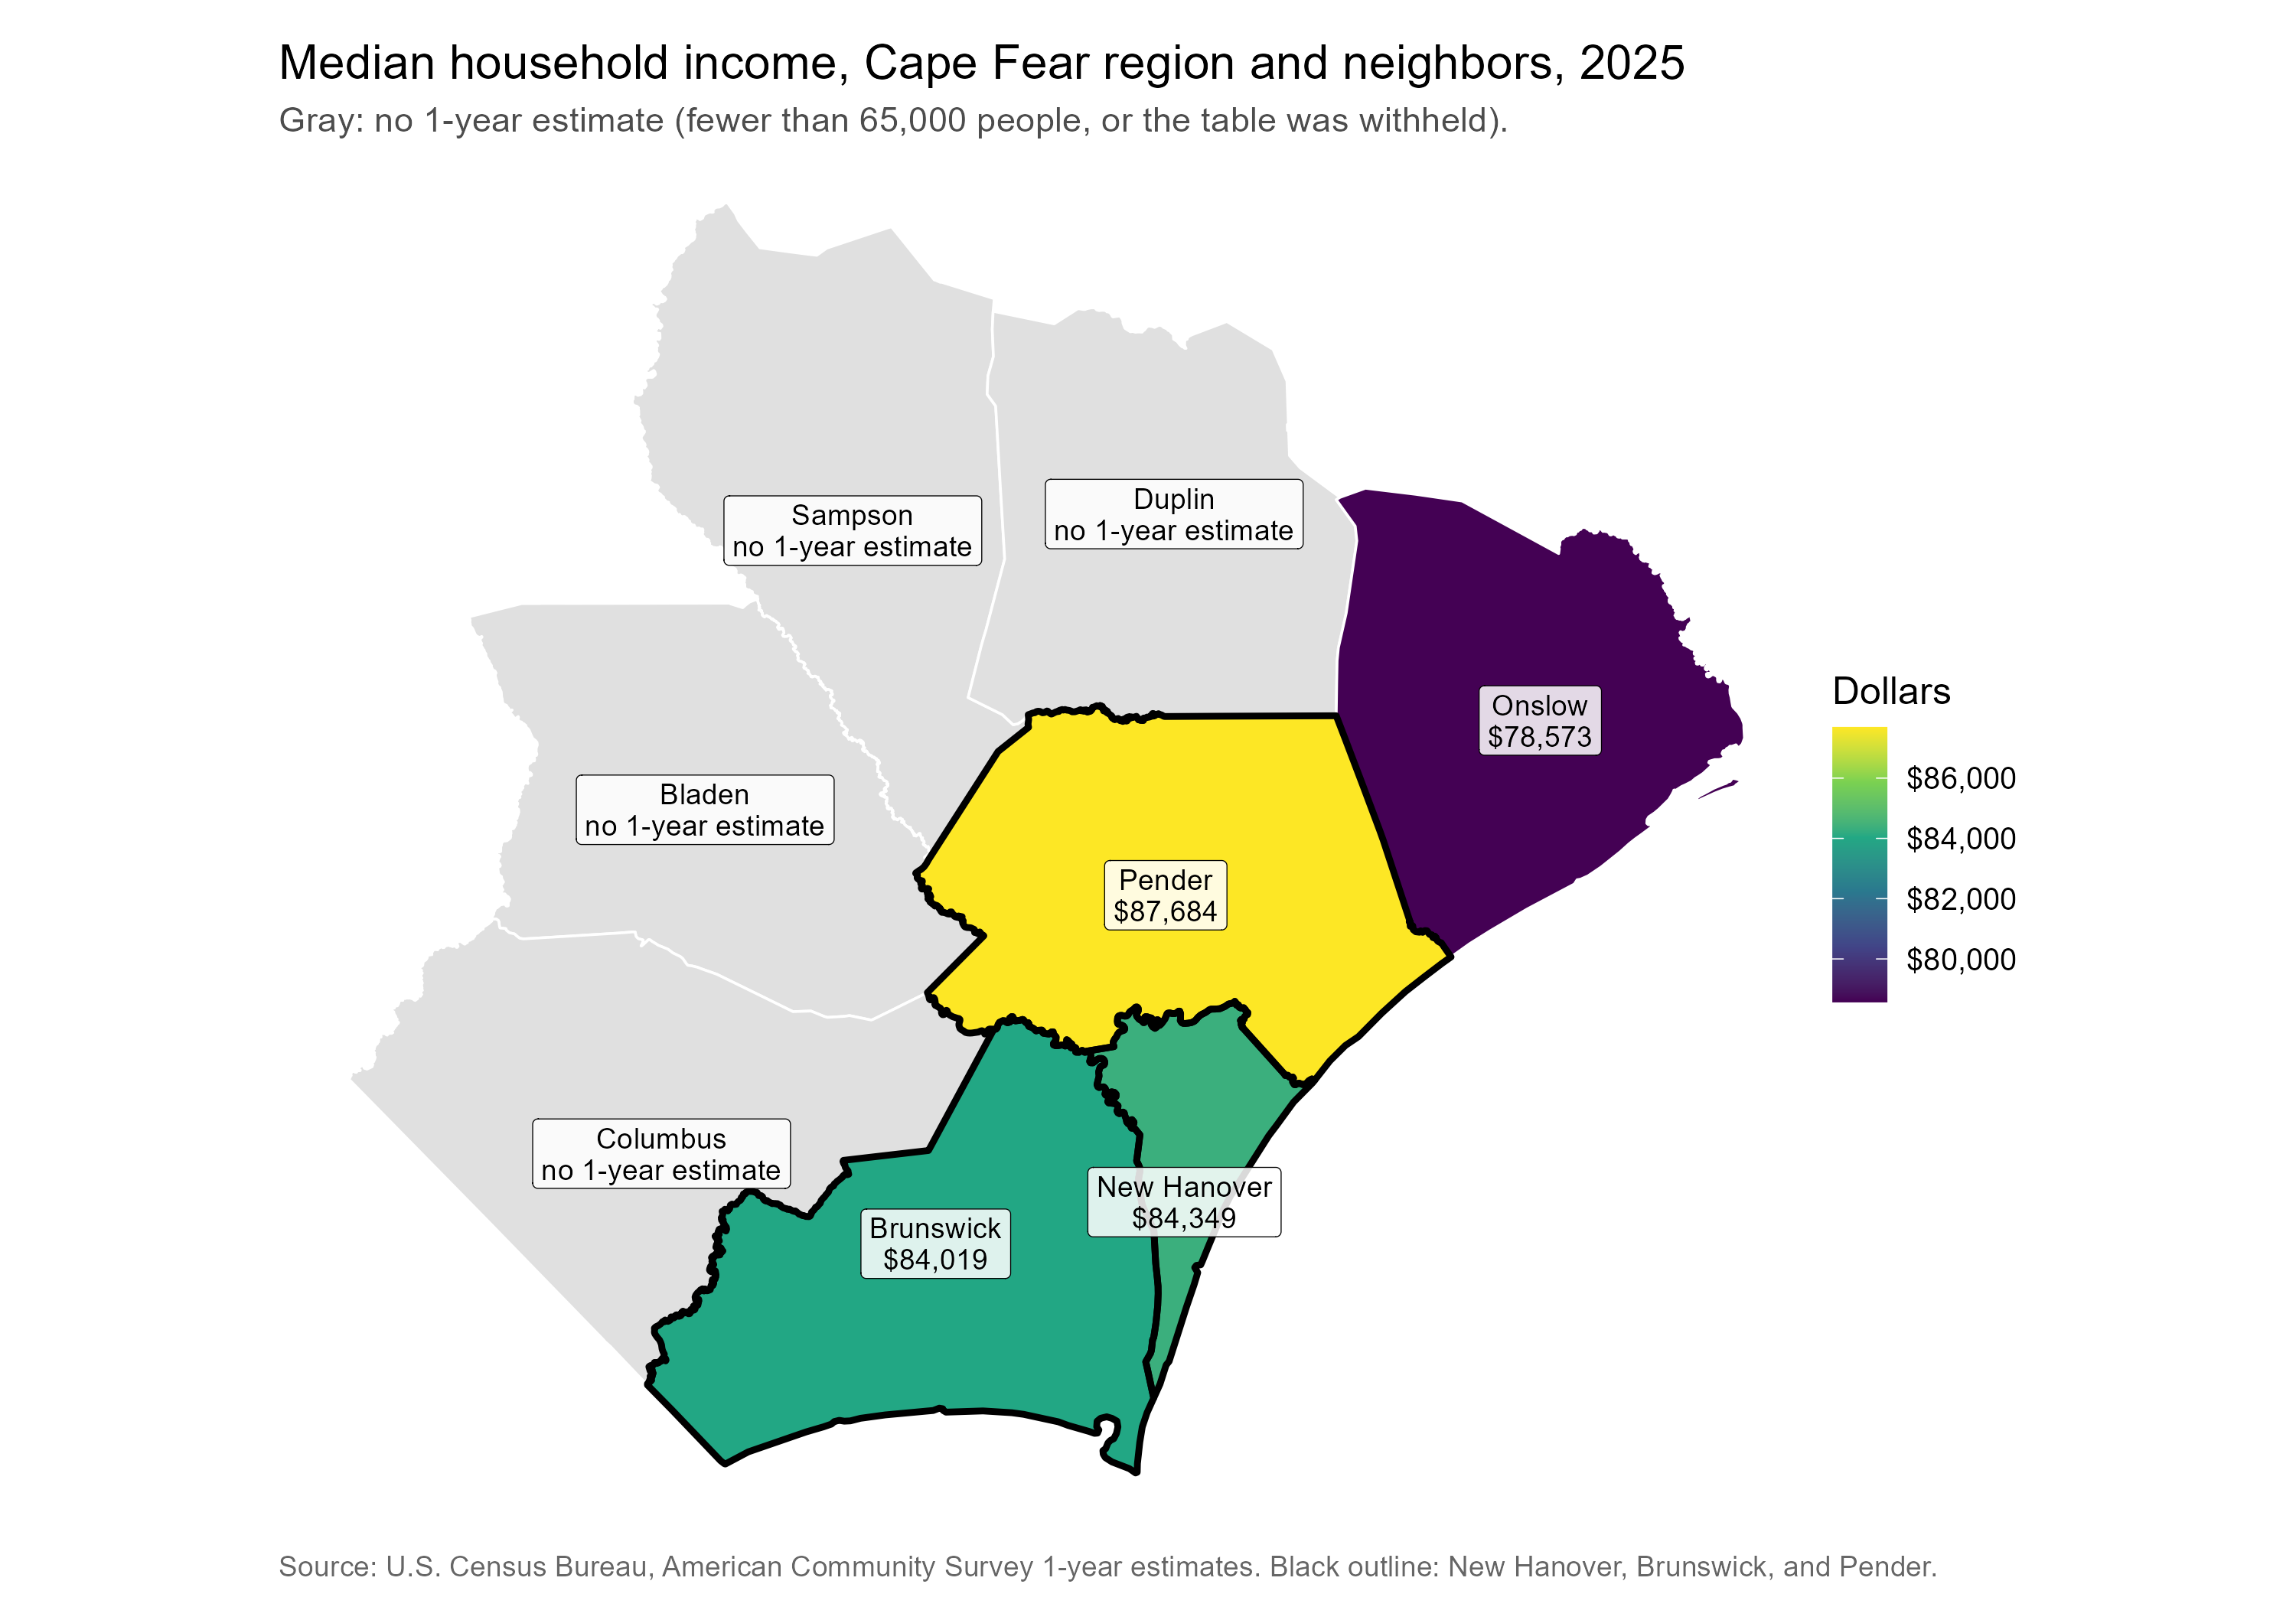 Median household income, Cape Fear region and neighbors, 2025
Gray: no 1-year estimate (fewer than 65,000 people, or the table was withheld).
Sampson
no 1-year estimate
Duplin
no 1-year estimate
Onslow
$78,573
Bladen
no 1-year estimate
Pender
$87,684
Columbus
no 1-year estimate
New Hanover
$84,349
Brunswick
$84,019
Dollars
$86,000
$84,000
$82,000
$80,000
Source: U.S. Census Bureau, American Community Survey 1-year estimates. Black outline: New Hanover, Brunswick, and Pender.